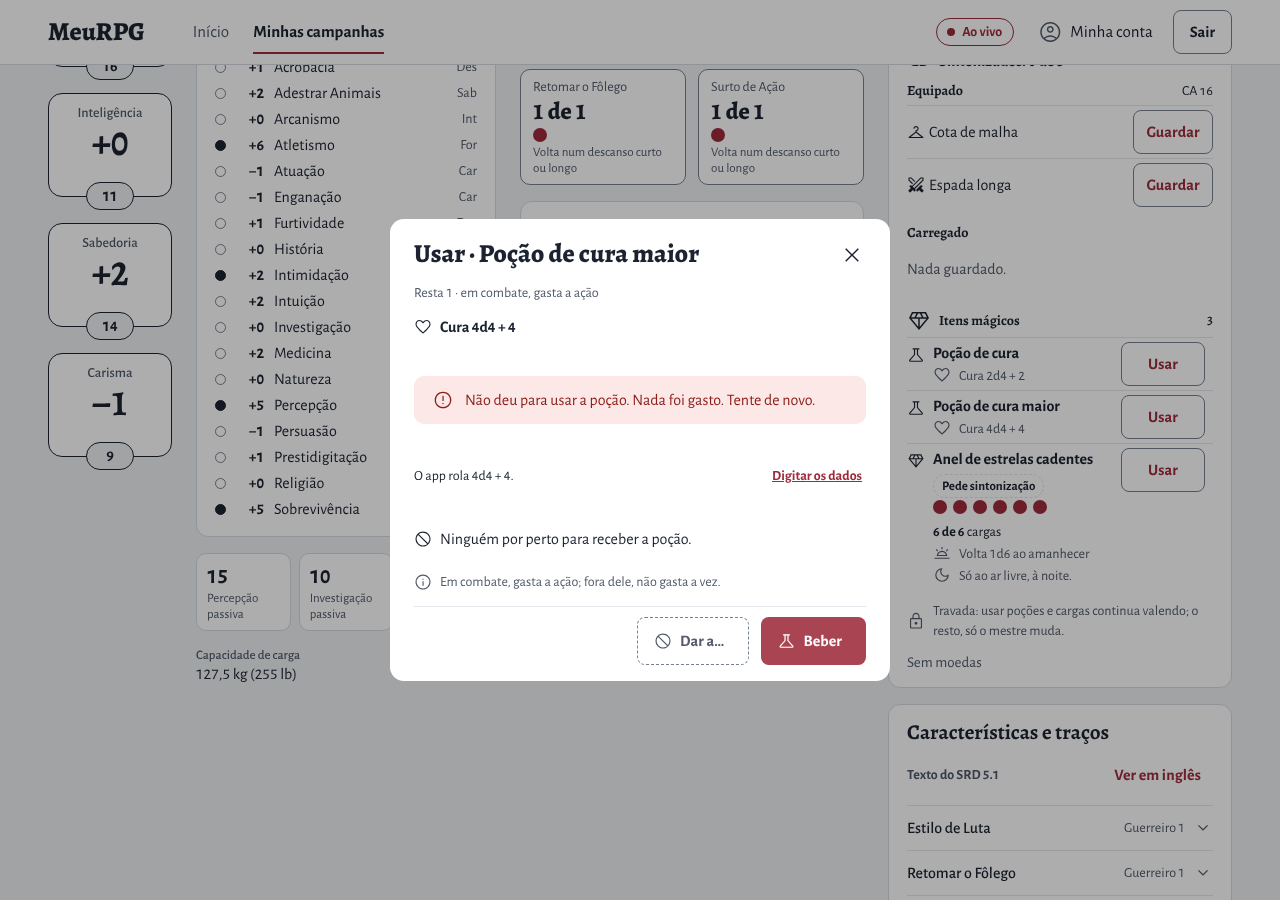 MeuRPG
Início
Minhas campanhas
Ao vivo
Minha conta
Sair
16
Inteligência
+0
11
Sabedoria
+2
14
Carisma
−1
9
+1 Acrobacia Des
+2 Adestrar Animais Sab
+0 Arcanismo Int
+6 Atletismo For
−1 Atuação Car
−1 Enganação Car
+1 Furtividade
+0 História
+2 Intimidação
+2 Intuição
+0 Investigação
+2 Medicina
+0 Natureza
+5 Percepção
−1 Persuasão
+1 Prestidigitação
+0 Religião
+5 Sobrevivência
15
Percepção
passiva
10
Investigação
passiva
Capacidade de carga
127,5 kg (255 lb)
Retomar o Fôlego
1 de 1
Volta num descanso curto
ou longo
Surto de Ação
1 de 1
Volta num descanso curto
ou longo
Usar · Poção de cura maior
Resta 1 · em combate, gasta a ação
Cura 4d4 + 4
Não deu para usar a poção. Nada foi gasto. Tente de novo.
O app rola 4d4 + 4.
Digitar os dados
Ninguém por perto para receber a poção.
Em combate, gasta a ação; fora dele, não gasta a vez.
Dar a…
Beber
Equipado CA 16
Cota de malha Guardar
Espada longa Guardar
Carregado
Nada guardado.
Itens mágicos 3
Poção de cura
Cura 2d4 + 2
Usar
Poção de cura maior
Cura 4d4 + 4
Usar
Anel de estrelas cadentes
Usar
Pede sintonização
6 de 6 cargas
Volta 1d6 ao amanhecer
Só ao ar livre, à noite.
Travada: usar poções e cargas continua valendo; o
resto, só o mestre muda.
Sem moedas
Características e traços
Texto do SRD 5.1 Ver em inglês
Estilo de Luta Guerreiro 1
Retomar o Fôlego Guerreiro 1